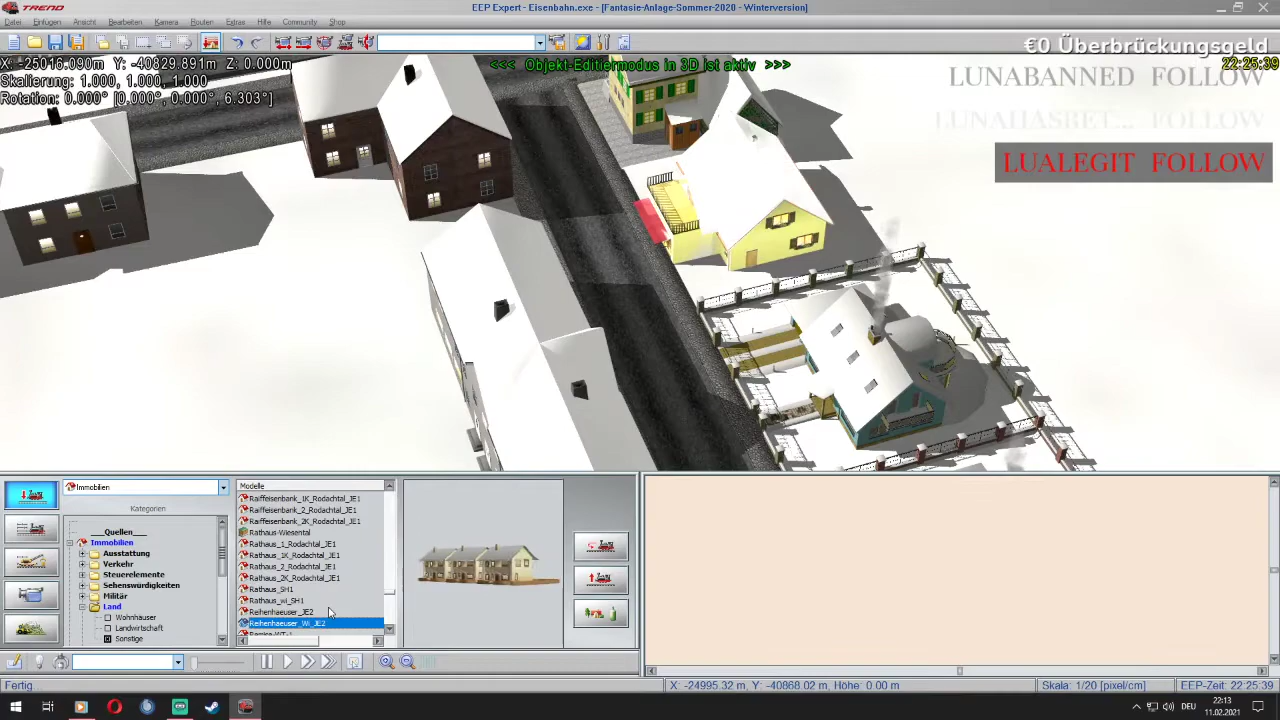 TREND
EEP Expert - Eisenbahn.exe - [Fantasie-Anlage-Sommer-2020 - Winterversion]
Datei Einfügen Ansicht Bearbeiten Kamera Routen Extras Hilfe Community Shop
€0 Überbrückungsgeld
X: -25016.090m Y: -40829.891m Z: 0.000m
<<< Objekt-Editiermodus in 3D ist aktiv >>>
22:25:39
Skalierung: 1.000, 1.000, 1.000
LUNABANNED FOLLOW
Rotation: 0.000° [0.000°, 0.000°, 6.303°]
FOLLOW
LUALEGIT FOLLOW
Immobilien
Modelle
Kategorien
__Quellen__
Immobilien
Ausstattung
Verkehr
Steuerelemente
Sehenswürdigkeiten
Militär
Land
Wohnhäuser
Landwirtschaft
Sonstige
Raiffeisenbank_1K_Rodachtal_JE1
Raiffeisenbank_2_Rodachtal_JE1
Raiffeisenbank_2K_Rodachtal_JE1
Rathaus-Wiesental
Rathaus_1_Rodachtal_JE1
Rathaus_1K_Rodachtal_JE1
Rathaus_2_Rodachtal_JE1
Rathaus_2K_Rodachtal_JE1
Rathaus_SH1
Rathaus_wi_SH1
Reihenhaeuser_JE2
Reihenhaeuser_Wi_JE2
Fertig...
X: -24995.32 m, Y: -40868.02 m, Höhe: 0.00 m
Skala: 1/20 [pixel/cm]
EEP-Zeit: 22:25:39
DEU
22:13
11.02.2021